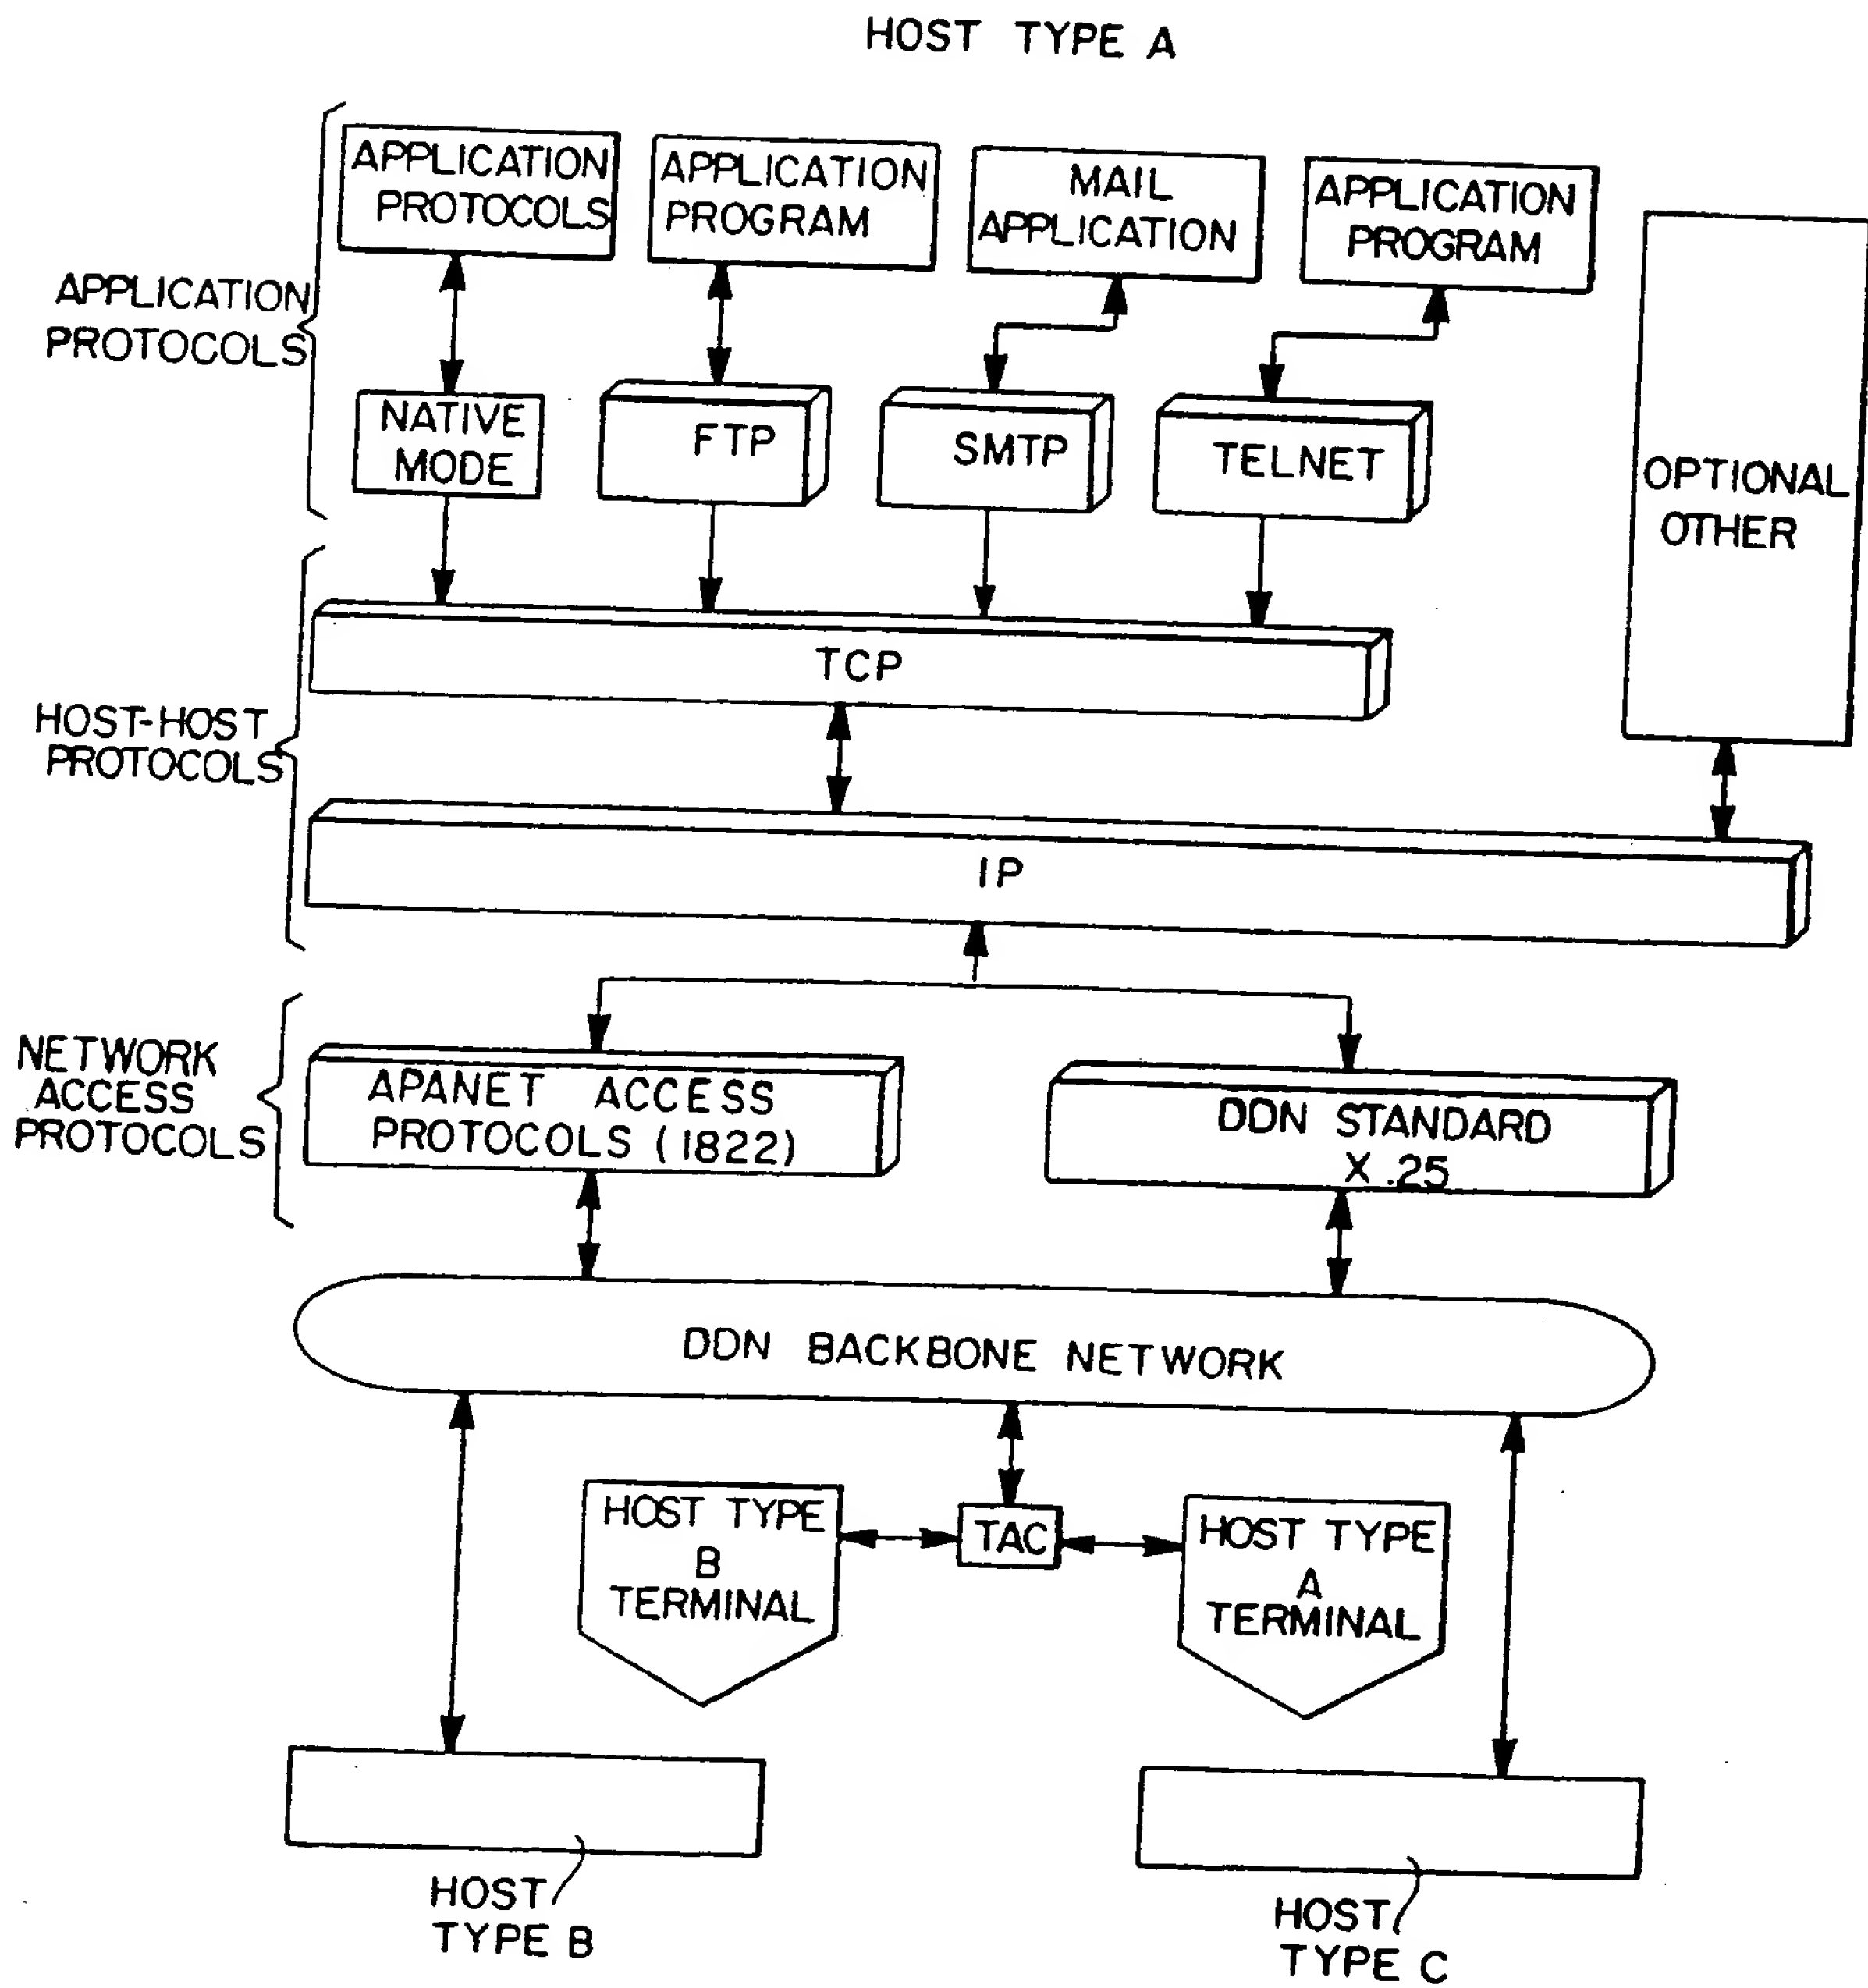 HOST TYPE A
APPLICATION
PROTOCOLS
APPLICATION
PROGRAM
MAIL
APPLICATION
APPLICATION
PROGRAM
APPLICATION
PROTOCOLS
NATIVE
MODE
FTP
SMTP
TELNET
OPTIONAL
OTHER
TCP
HOST-HOST
PROTOCOLS
IP
NETWORK
ACCESS
PROTOCOLS
APANET ACCESS
PROTOCOLS (1822)
DDN STANDARD
X .25
DDN BACKBONE NETWORK
HOST TYPE
B
TERMINAL
TAC
HOST TYPE
A
TERMINAL
HOST
TYPE B
HOST
TYPE C